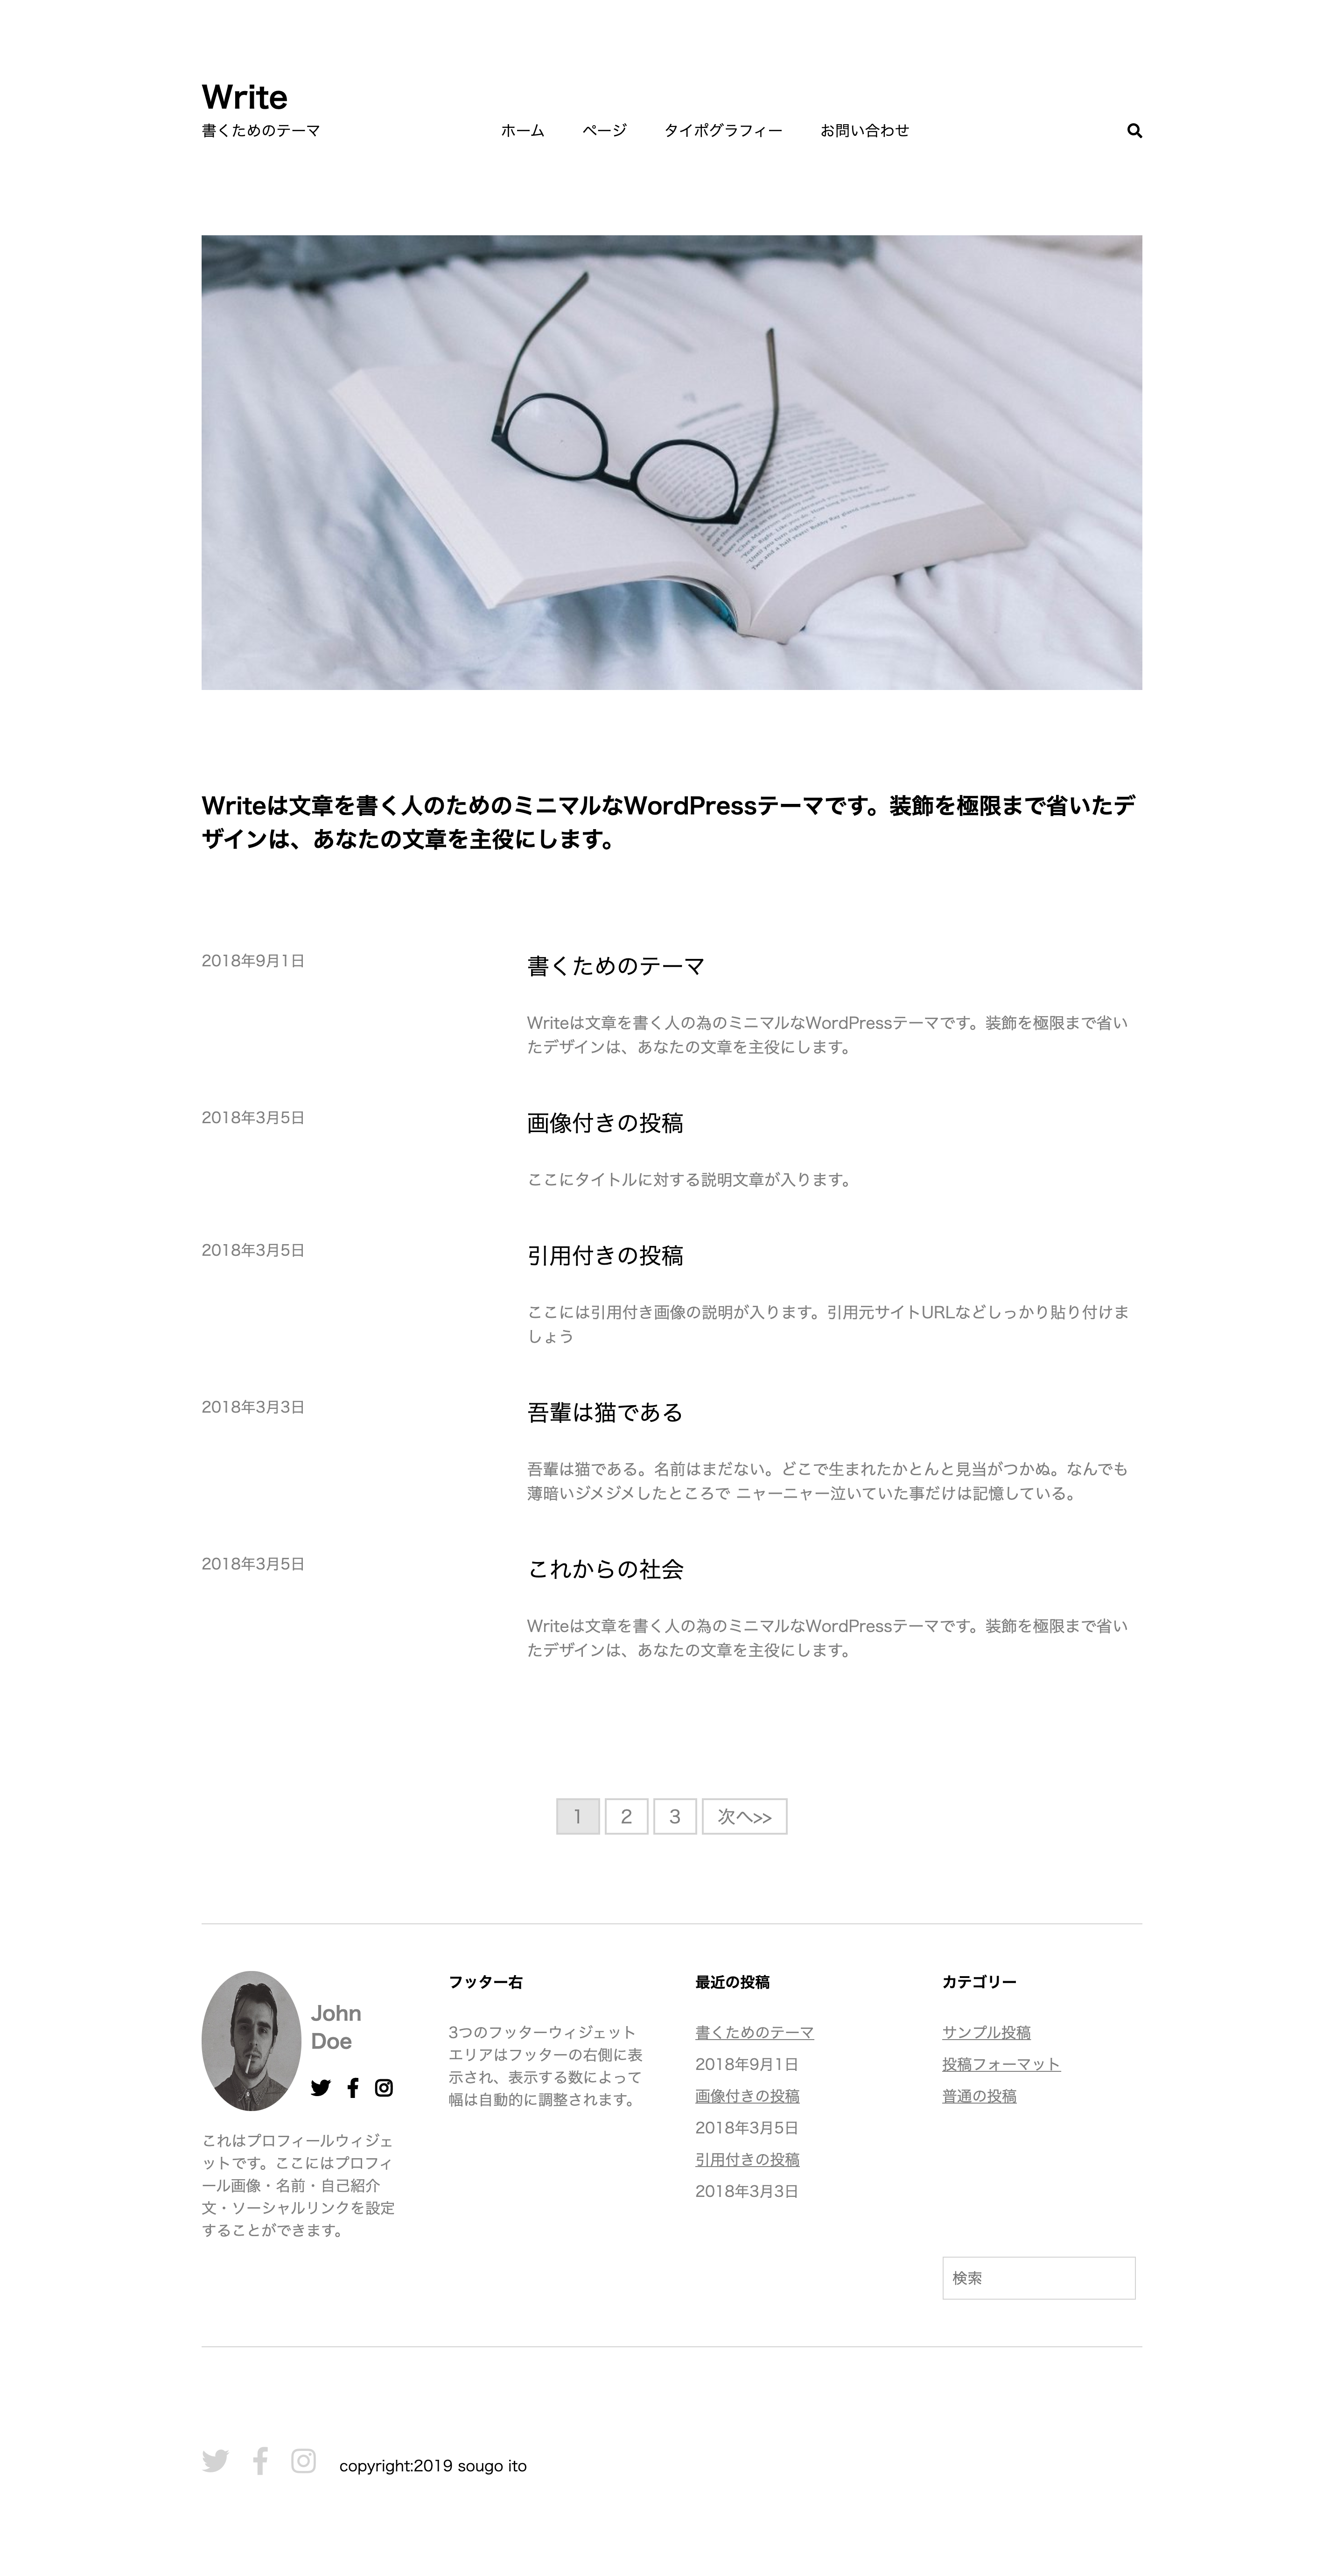 Write
書くためのテーマ
ホーム ページ タイポグラフィー お問い合わせ
Writeは文章を書く人のためのミニマルなWordPressテーマです。装飾を極限まで省いたデ
ザインは、あなたの文章を主役にします。
2018年9月1日
書くためのテーマ
Writeは文章を書く人の為のミニマルなWordPressテーマです。装飾を極限まで省い
たデザインは、あなたの文章を主役にします。
2018年3月5日
画像付きの投稿
ここにタイトルに対する説明文章が入ります。
2018年3月5日
引用付きの投稿
ここには引用付き画像の説明が入ります。引用元サイトURLなどしっかり貼り付けま
しょう
2018年3月3日
吾輩は猫である
吾輩は猫である。名前はまだない。どこで生まれたかとんと見当がつかぬ。なんでも
薄暗いジメジメしたところで ニャーニャー泣いていた事だけは記憶している。
2018年3月5日
これからの社会
Writeは文章を書く人の為のミニマルなWordPressテーマです。装飾を極限まで省い
たデザインは、あなたの文章を主役にします。
1 2 3 次へ>>
John
Doe
これはプロフィールウィジェ
ットです。ここにはプロフィ
ール画像・名前・自己紹介
文・ソーシャルリンクを設定
することができます。
フッター右
3つのフッターウィジェット
エリアはフッターの右側に表
示され、表示する数によって
幅は自動的に調整されます。
最近の投稿
書くためのテーマ
2018年9月1日
画像付きの投稿
2018年3月5日
引用付きの投稿
2018年3月3日
カテゴリー
サンプル投稿
投稿フォーマット
普通の投稿
検索
copyright:2019 sougo ito